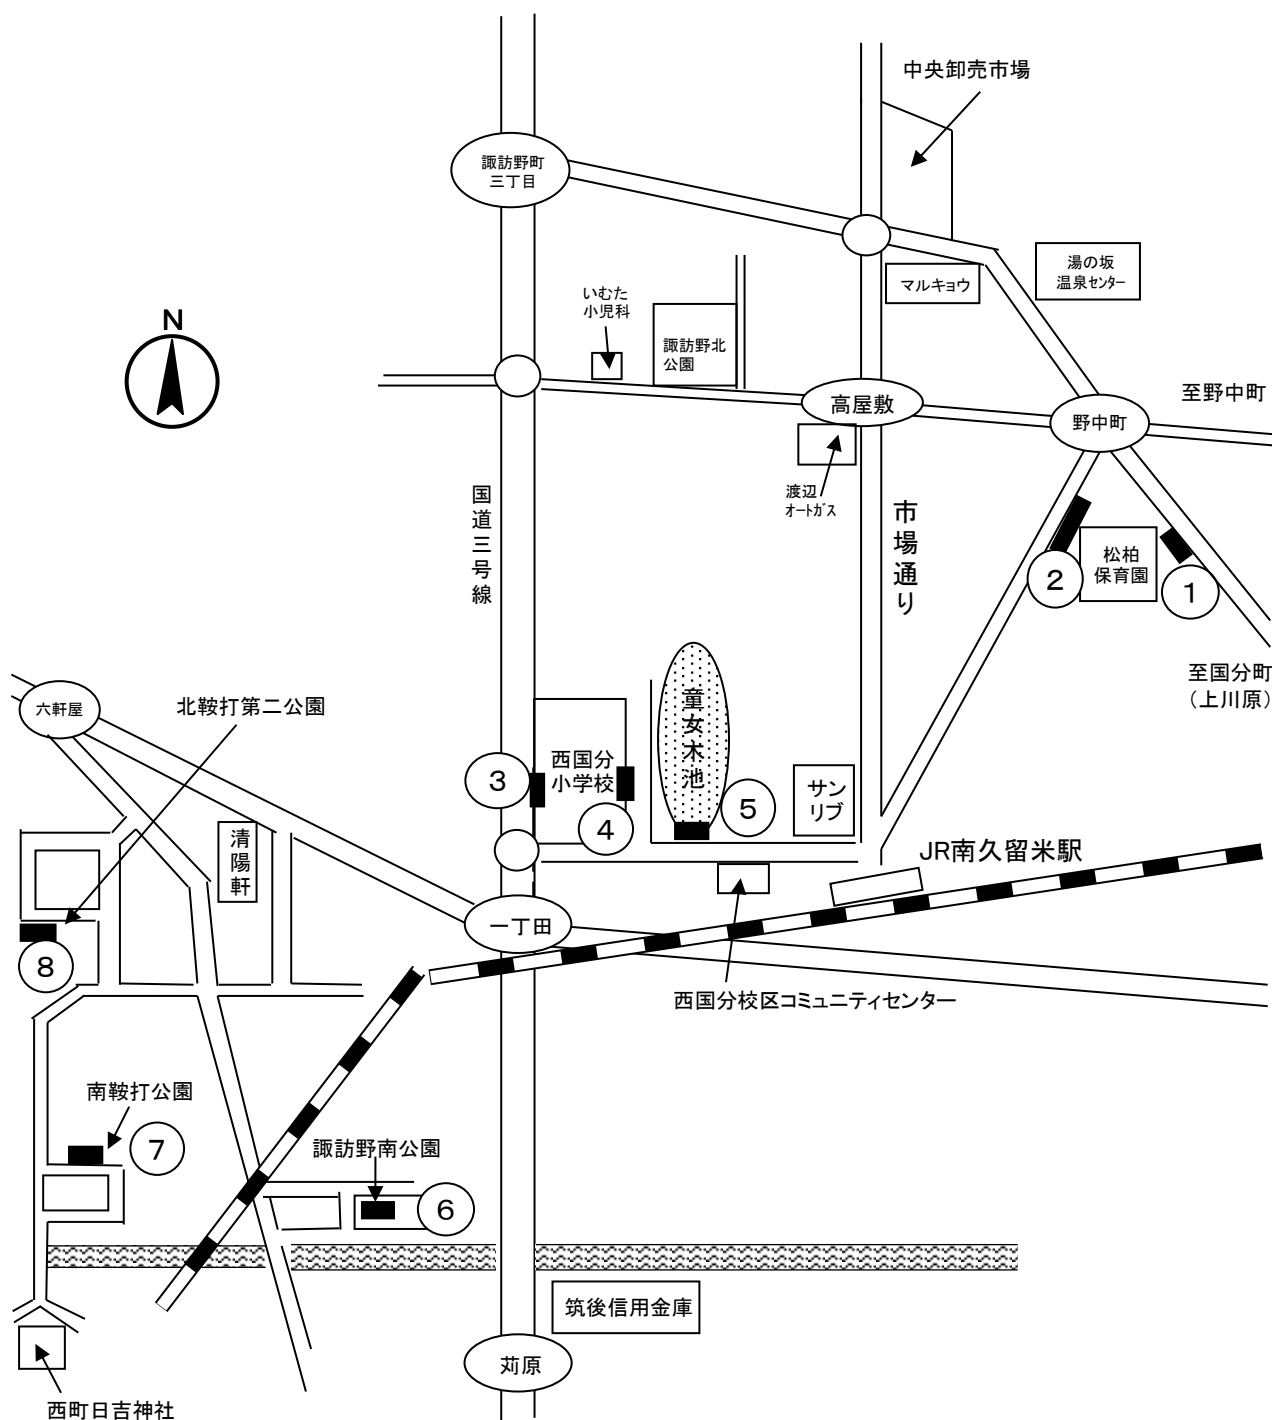 中央卸売市場
諏訪野町
三丁目
湯の坂
温泉センター
マルキョウ
いむた
小児科
諏訪野北
公園
N
高屋敷
野中町
至野中町
渡辺
オートガス
国道三号線
市場通り
松柏
保育園
2
1
至国分町
(上川原)
六軒屋
北鞍打第二公園
童女木池
3
西国分
小学校
4
5
サン
リブ
清陽軒
JR南久留米駅
一丁田
8
西国分校区コミュニティセンター
南鞍打公園
7
諏訪野南公園
6
筑後信用金庫
苅原
西町日吉神社